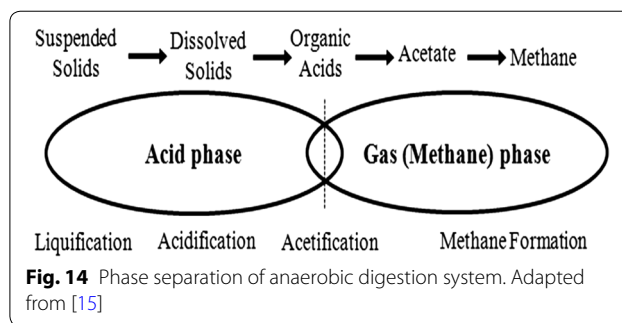 Suspended Solids
Dissolved Solids
Organic Acids
Acetate
Methane
Acid phase
Gas (Methane) phase
Liquification
Acidification
Acetification
Methane Formation
Fig. 14 Phase separation of anaerobic digestion system. Adapted
from [15]